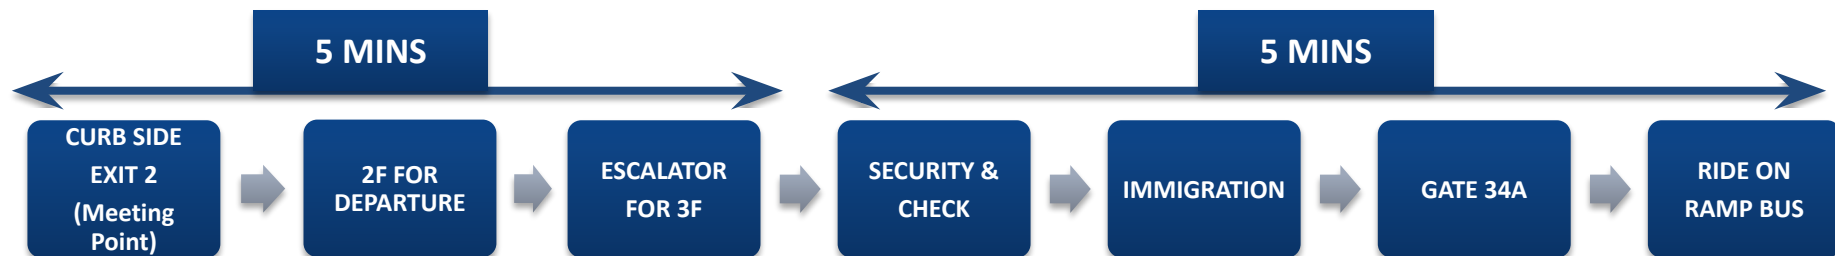 5 MINS
5 MINS
CURB SIDE
EXIT 2
(Meeting
Point)
2F FOR
DEPARTURE
ESCALATOR
FOR 3F
SECURITY &
CHECK
IMMIGRATION
GATE 34A
RIDE ON
RAMP BUS